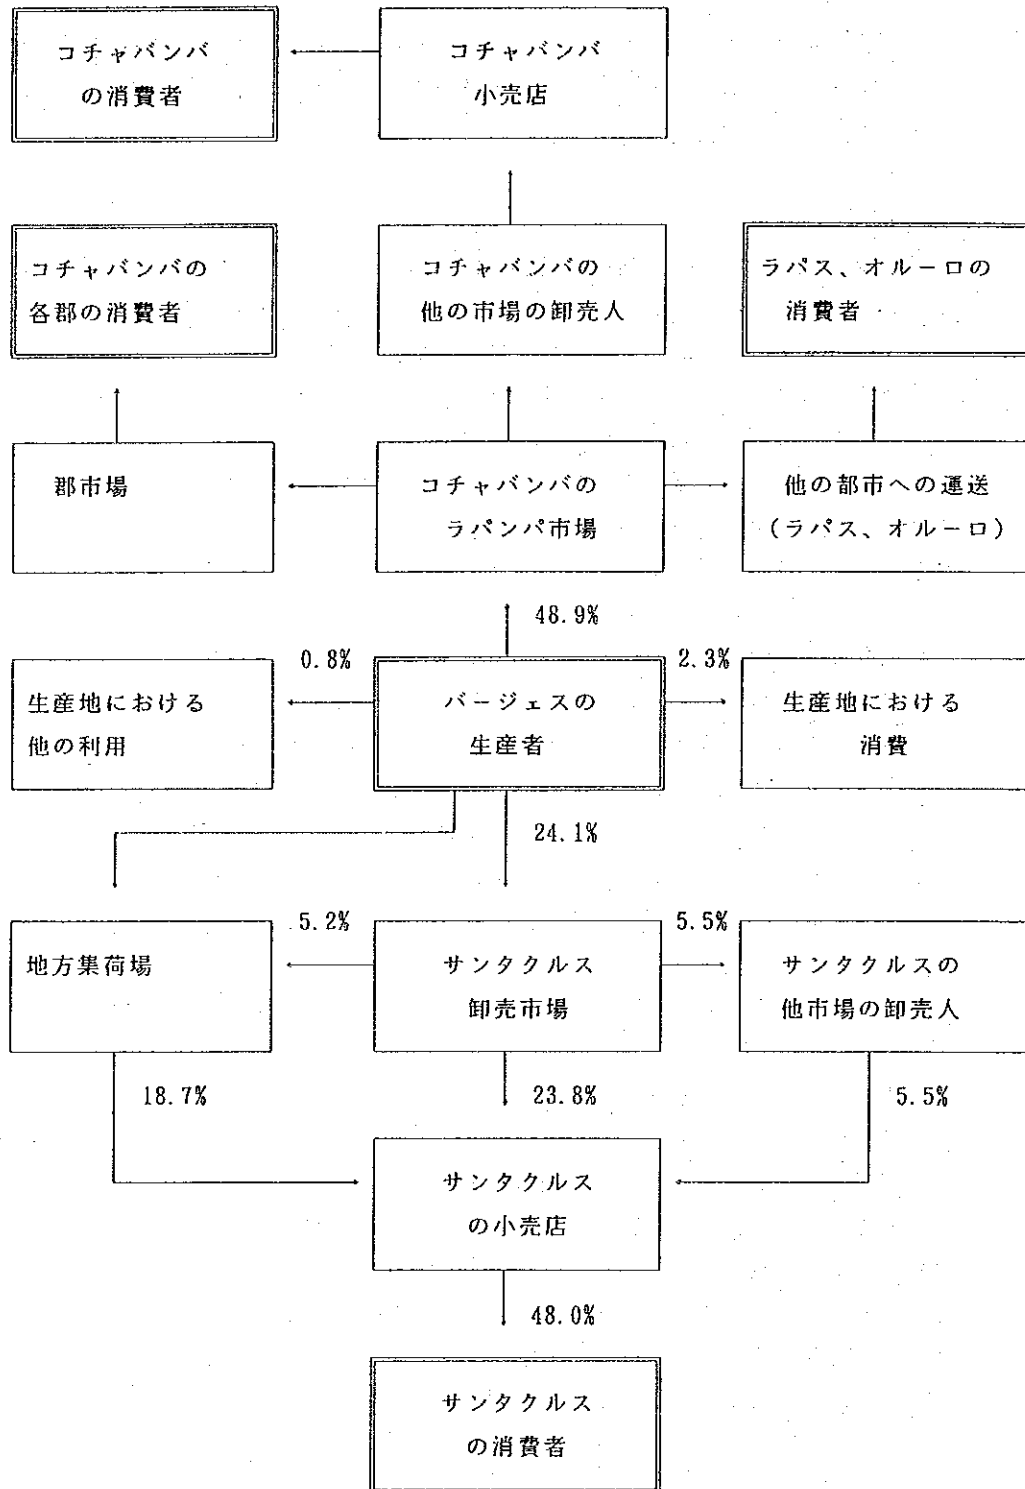 コチャバンバ
の消費者
コチャバンバ
小売店
コチャバンバの
各郡の消費者
コチャバンバの
他の市場の卸売人
ラパス、オルーロの
消費者
郡市場
コチャバンバの
ラパンパ市場
他の都市への運送
(ラパス、オルーロ)
48.9%
0.8%
2.3%
生産地における
他の利用
バージェスの
生産者
生産地における
消費
24.1%
5.2%
5.5%
地方集荷場
サンタクルス
卸売市場
サンタクルスの
他市場の卸売人
18.7%
23.8%
5.5%
サンタクルス
の小売店
48.0%
サンタクルス
の消費者